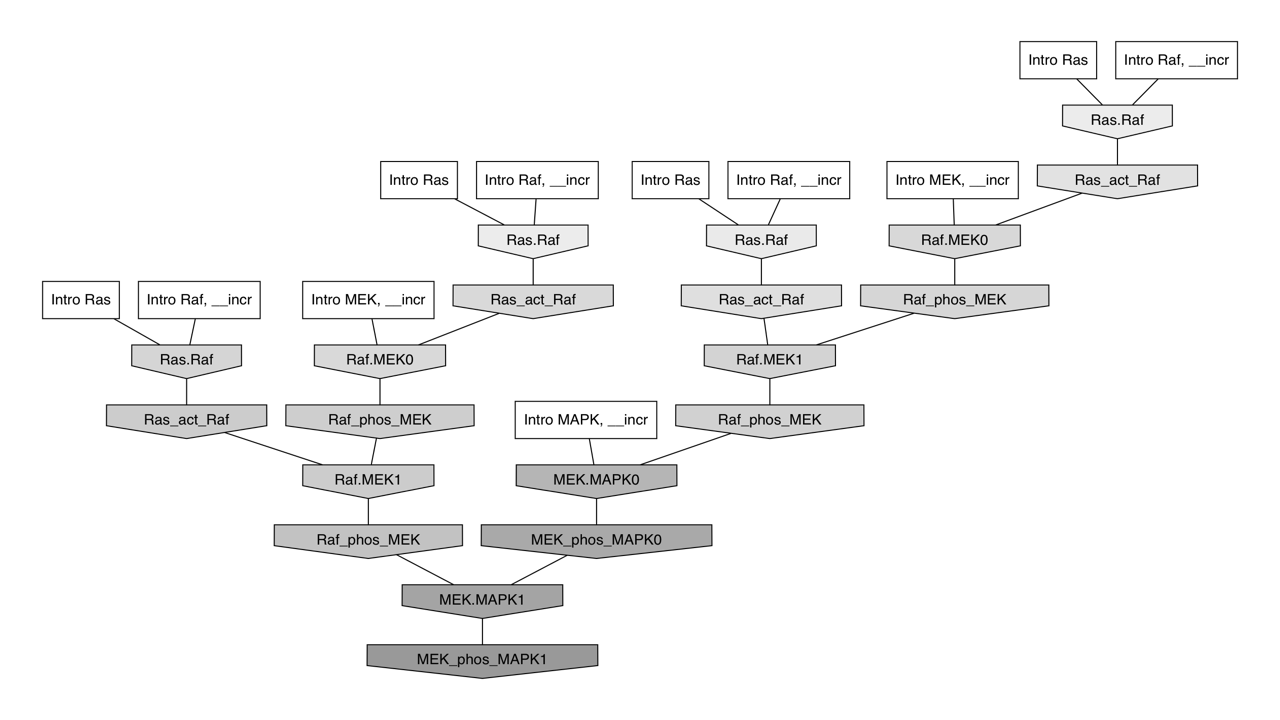 Intro Ras
Intro Raf, __incr
Ras.Raf
Intro Ras
Intro Raf, __incr
Intro Ras
Intro Raf, __incr
Intro MEK, __incr
Ras_act_Raf
Ras.Raf
Ras.Raf
Raf.MEK0
Intro Ras
Intro Raf, __incr
Intro MEK, __incr
Ras_act_Raf
Ras_act_Raf
Raf_phos_MEK
Ras.Raf
Raf.MEK0
Raf.MEK1
Ras_act_Raf
Raf_phos_MEK
Intro MAPK, __incr
Raf_phos_MEK
Raf.MEK1
MEK.MAPK0
Raf_phos_MEK
MEK_phos_MAPK0
MEK.MAPK1
MEK_phos_MAPK1